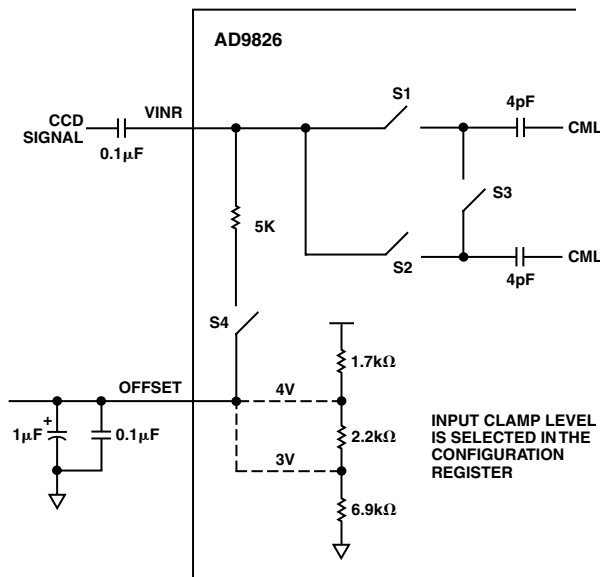 AD9826
CCD
SIGNAL
VINR
0.1μF
S1
4pF
CML
S3
5K
S2
4pF
CML
S4
1.7kΩ
OFFSET
4V
+
1μF
0.1μF
2.2kΩ
3V
6.9kΩ
INPUT CLAMP LEVEL
IS SELECTED IN THE
CONFIGURATION
REGISTER